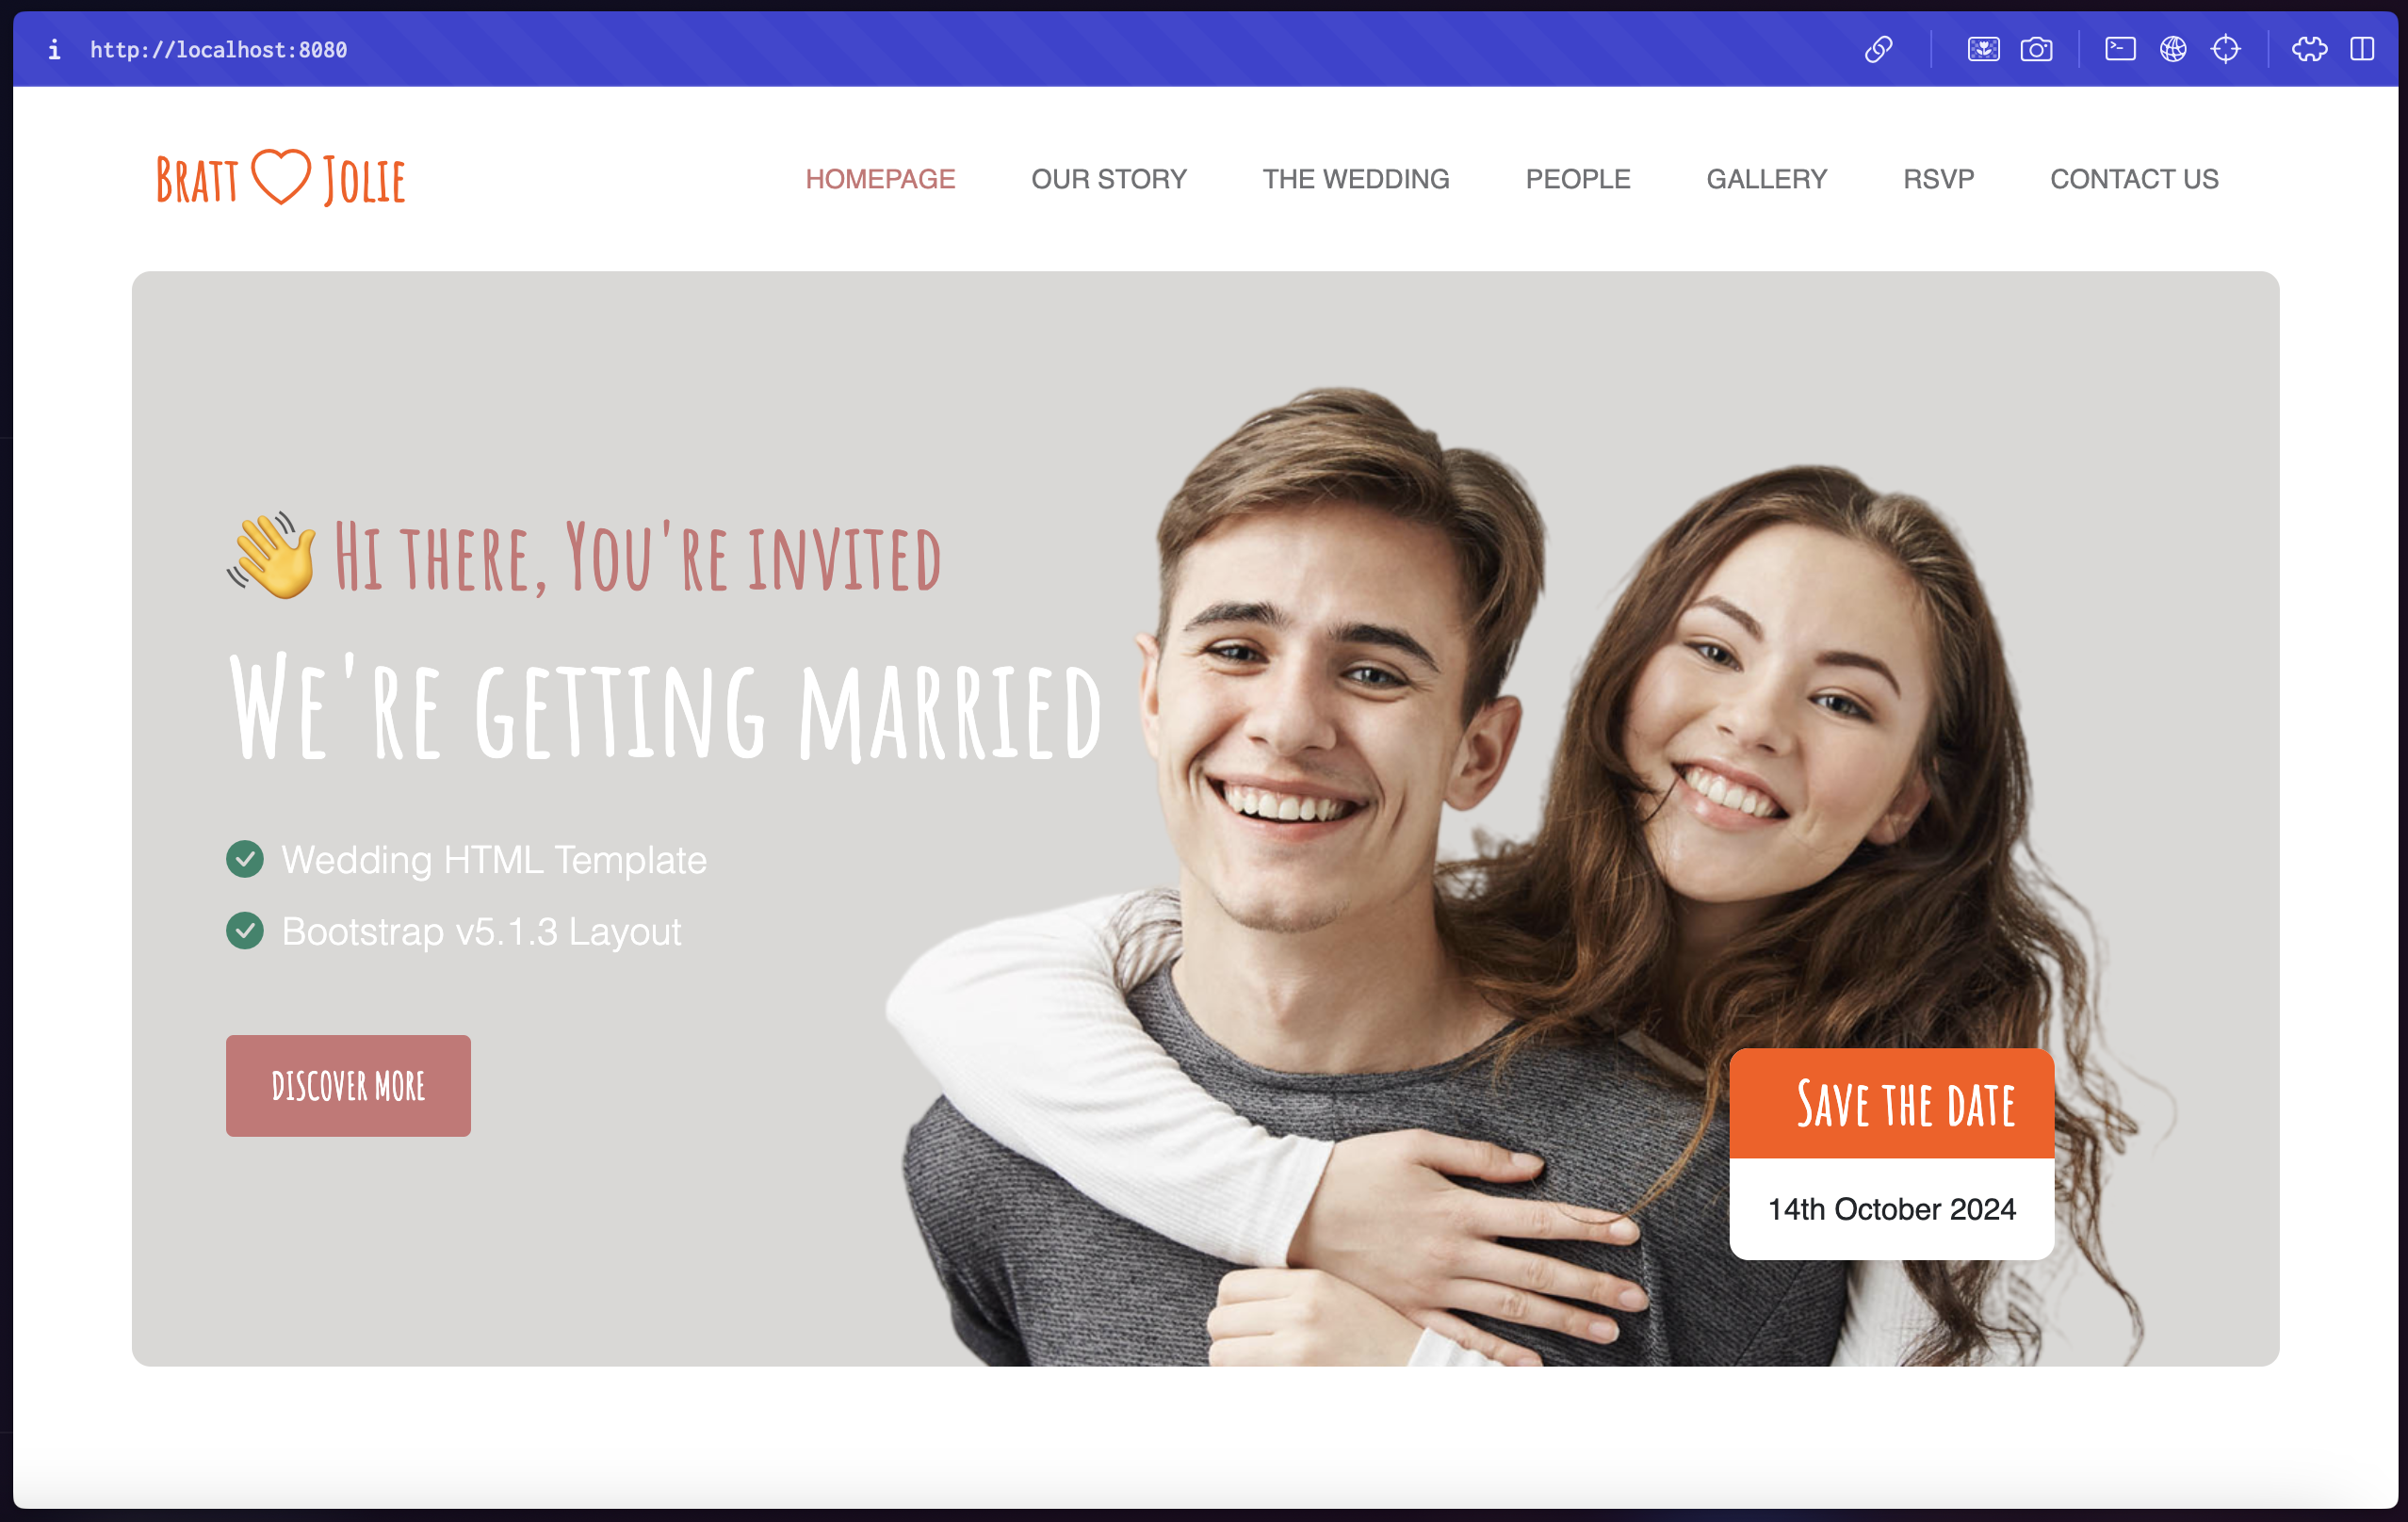 http://localhost:8080
Bratt Jolie
HOMEPAGE OUR STORY THE WEDDING PEOPLE GALLERY RSVP CONTACT US
Hi there, You're invited
We're getting married
Wedding HTML Template
Bootstrap v5.1.3 Layout
DISCOVER MORE
Save the date
14th October 2024